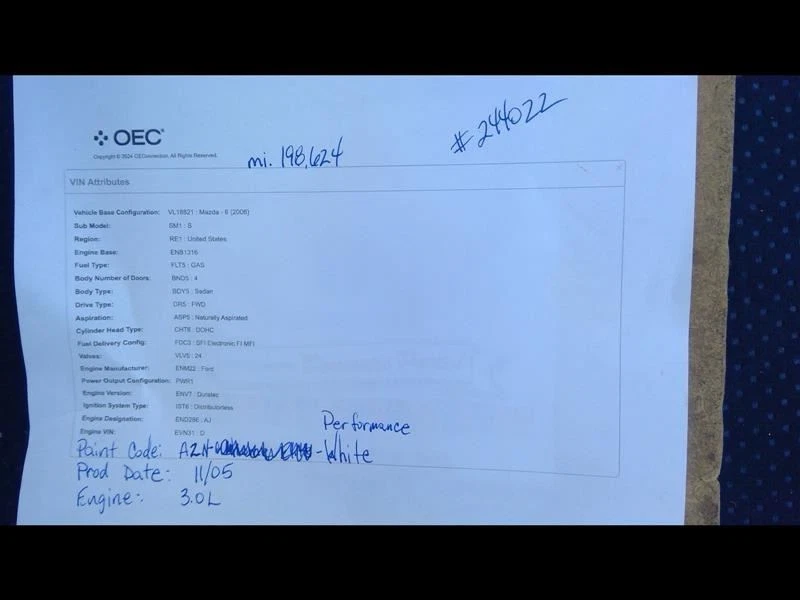 #244022
OEC
Copyright © 2024 OEConnection. All Rights Reserved.
mi. 198,624
VIN Attributes
Vehicle Base Configuration: VL18821 : Mazda - 6 (2006)
Sub Model: SM1 : S
Region: RE1 : United States
Engine Base: ENB1316
Fuel Type: FLT5 : GAS
Body Number of Doors: BND5 : 4
Body Type: BDY5 : Sedan
Drive Type: DR5 : FWD
Aspiration: ASP5 : Naturally Aspirated
Cylinder Head Type: CHT6 : DOHC
Fuel Delivery Config: FDC3 : SFI Electronic FI MFI
Valves: VLV5 : 24
Engine Manufacturer: ENM22 : Ford
Power Output Configuration: PWR1
Engine Version: ENV7 : Duratec
Ignition System Type: IST6 : Distributorless
Engine Designation: END286 : AJ
Engine VIN: EVN31 : D
Performance
Paint Code: A2N- -White
Prod Date: 11/05
Engine: 3.0L